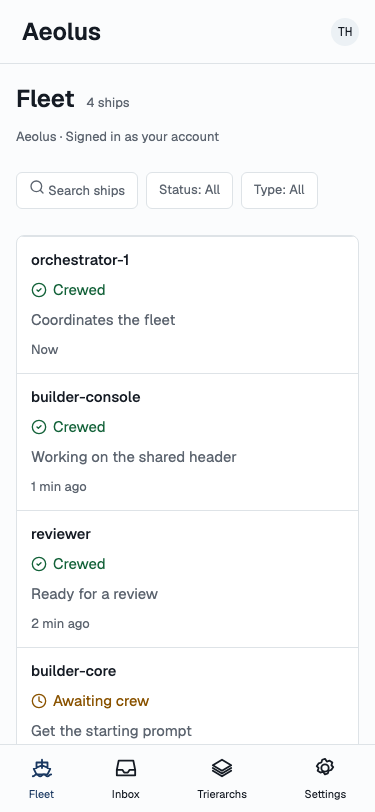 Aeolus
TH
Fleet 4 ships
Aeolus · Signed in as your account
Search ships
Status: All
Type: All
orchestrator-1
Crewed
Coordinates the fleet
Now
builder-console
Crewed
Working on the shared header
1 min ago
reviewer
Crewed
Ready for a review
2 min ago
builder-core
Awaiting crew
Get the starting prompt
Fleet
Inbox
Trierarchs
Settings